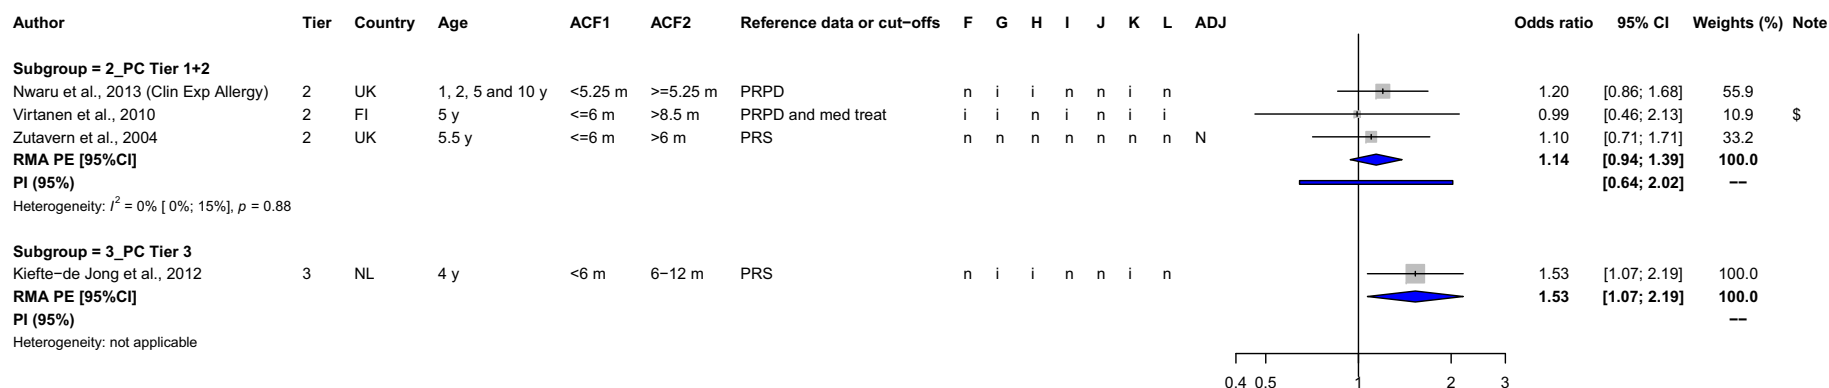 Author Tier Country Age ACF1 ACF2 Reference data or cut−offs F G H I J K L ADJ Odds ratio 95% CI Weights (%) Note
Subgroup = 2_PC Tier 1+2
Nwaru et al., 2013 (Clin Exp Allergy) 2 UK 1, 2, 5 and 10 y <5.25 m >=5.25 m PRPD n i i n n i n 1.20 [0.86; 1.68] 55.9
Virtanen et al., 2010 2 FI 5 y <=6 m >8.5 m PRPD and med treat i i n i n i i 0.99 [0.46; 2.13] 10.9 $
Zutavern et al., 2004 2 UK 5.5 y <=6 m >6 m PRS n n n n n n n N 1.10 [0.71; 1.71] 33.2
RMA PE [95%CI] 1.14 [0.94; 1.39] 100.0
PI (95%) [0.64; 2.02] −−
Heterogeneity: I² = 0% [ 0%; 15%], p = 0.88
Subgroup = 3_PC Tier 3
Kiefte−de Jong et al., 2012 3 NL 4 y <6 m 6−12 m PRS n i i n n i n 1.53 [1.07; 2.19] 100.0
RMA PE [95%CI] 1.53 [1.07; 2.19] 100.0
PI (95%) −−
Heterogeneity: not applicable
0.4 0.5 1 2 3